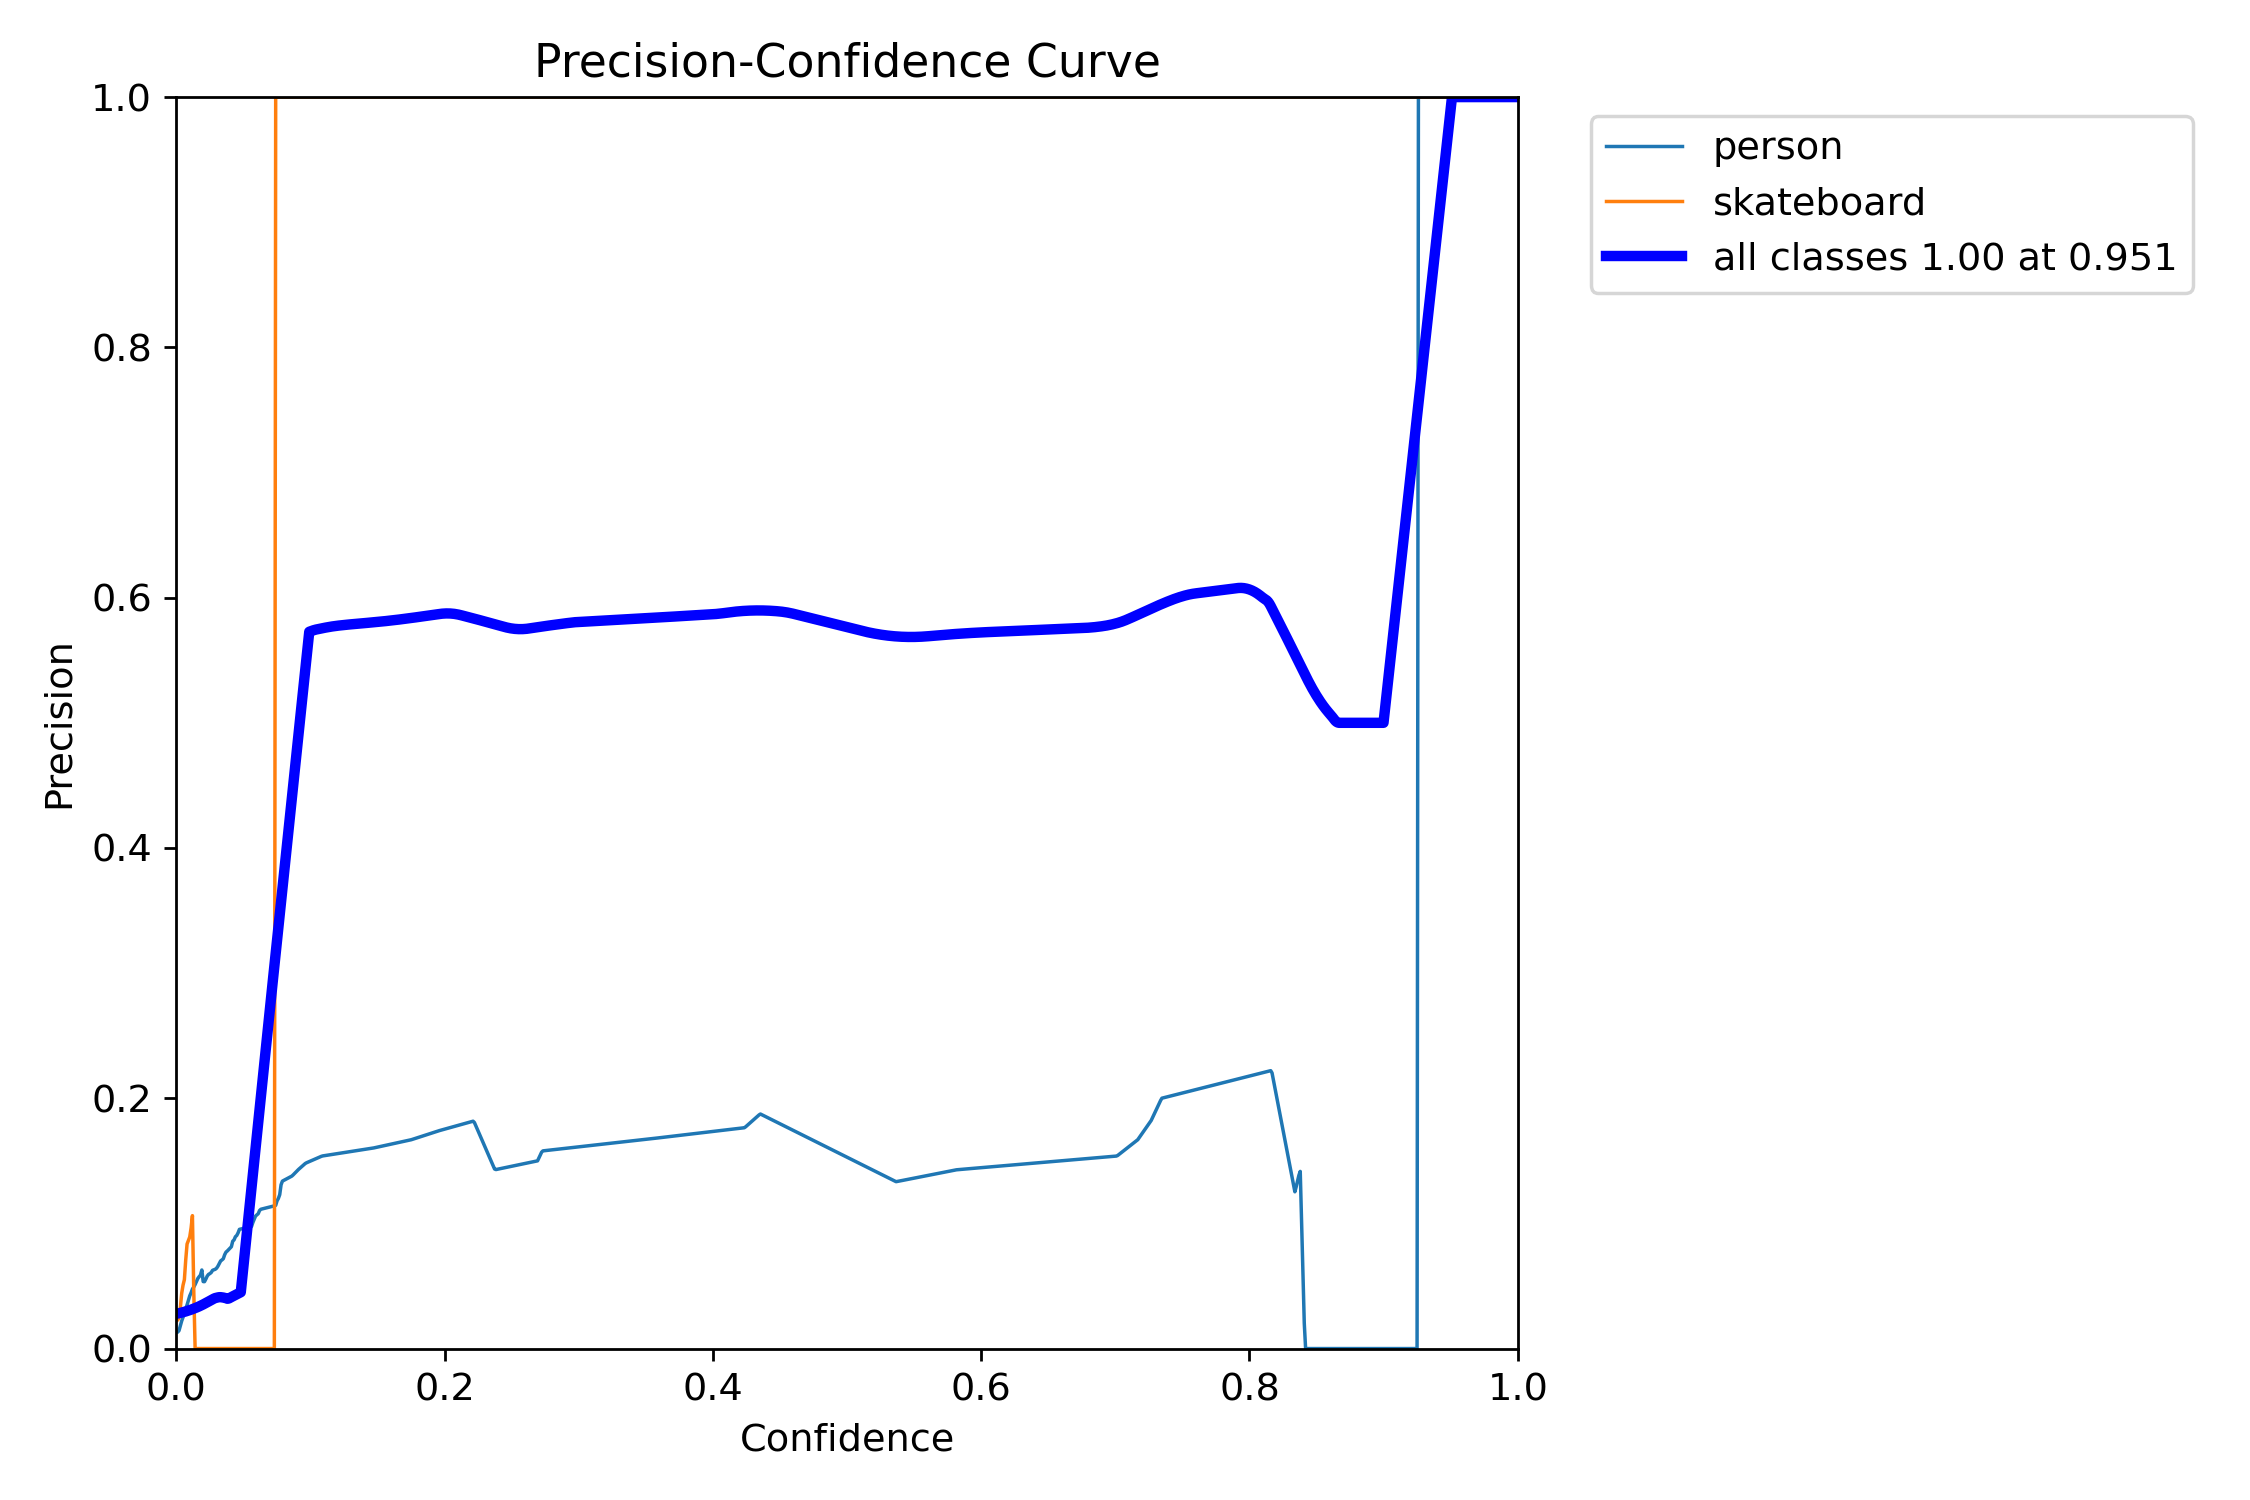 Precision-Confidence Curve
1.0
0.8
0.6
0.4
0.2
0.0
Precision
0.0 0.2 0.4 0.6 0.8 1.0
Confidence
person
skateboard
all classes 1.00 at 0.951